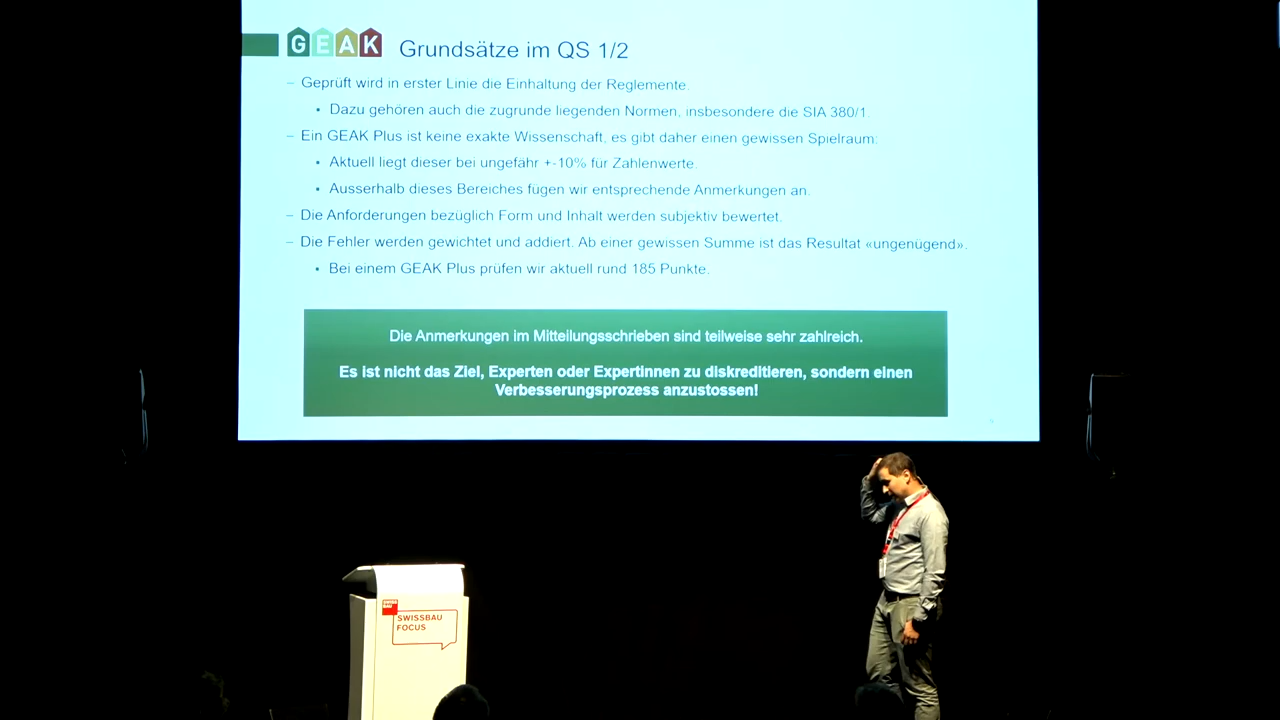 GEAK
Grundsätze im QS 1/2
– Geprüft wird in erster Linie die Einhaltung der Reglemente.
• Dazu gehören auch die zugrunde liegenden Normen, insbesondere die SIA 380/1.
– Ein GEAK Plus ist keine exakte Wissenschaft, es gibt daher einen gewissen Spielraum:
• Aktuell liegt dieser bei ungefähr +-10% für Zahlenwerte.
• Ausserhalb dieses Bereiches fügen wir entsprechende Anmerkungen an.
– Die Anforderungen bezüglich Form und Inhalt werden subjektiv bewertet.
– Die Fehler werden gewichtet und addiert. Ab einer gewissen Summe ist das Resultat «ungenügend».
• Bei einem GEAK Plus prüfen wir aktuell rund 185 Punkte.
Die Anmerkungen im Mitteilungsschrieben sind teilweise sehr zahlreich.
Es ist nicht das Ziel, Experten oder Expertinnen zu diskreditieren, sondern einen
Verbesserungsprozess anzustossen!
SWISS
BAU
SWISSBAU
FOCUS